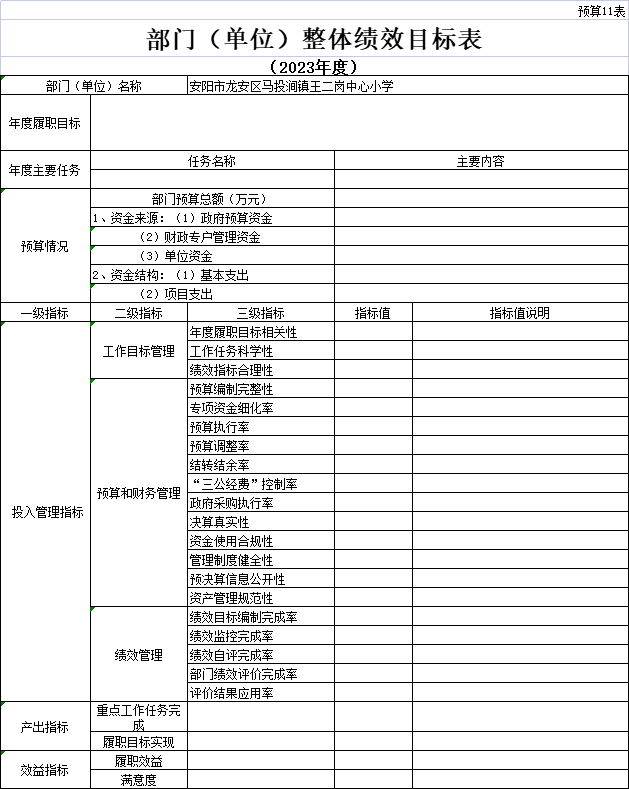 预算11表
部门（单位）整体绩效目标表
（2023年度）
部门（单位）名称 安阳市龙安区马投涧镇王二岗中心小学
年度履职目标
年度主要任务
任务名称 主要内容
预算情况
部门预算总额（万元）
1、资金来源：（1）政府预算资金
（2）财政专户管理资金
（3）单位资金
2、资金结构：（1）基本支出
（2）项目支出
一级指标 二级指标 三级指标 指标值 指标值说明
投入管理指标
工作目标管理
年度履职目标相关性
工作任务科学性
绩效指标合理性
预算和财务管理
预算编制完整性
专项资金细化率
预算执行率
预算调整率
结转结余率
“三公经费”控制率
政府采购执行率
决算真实性
资金使用合规性
管理制度健全性
预决算信息公开性
资产管理规范性
绩效管理
绩效目标编制完成率
绩效监控完成率
绩效自评完成率
部门绩效评价完成率
评价结果应用率
产出指标
重点工作任务完
成
履职目标实现
效益指标
履职效益
满意度